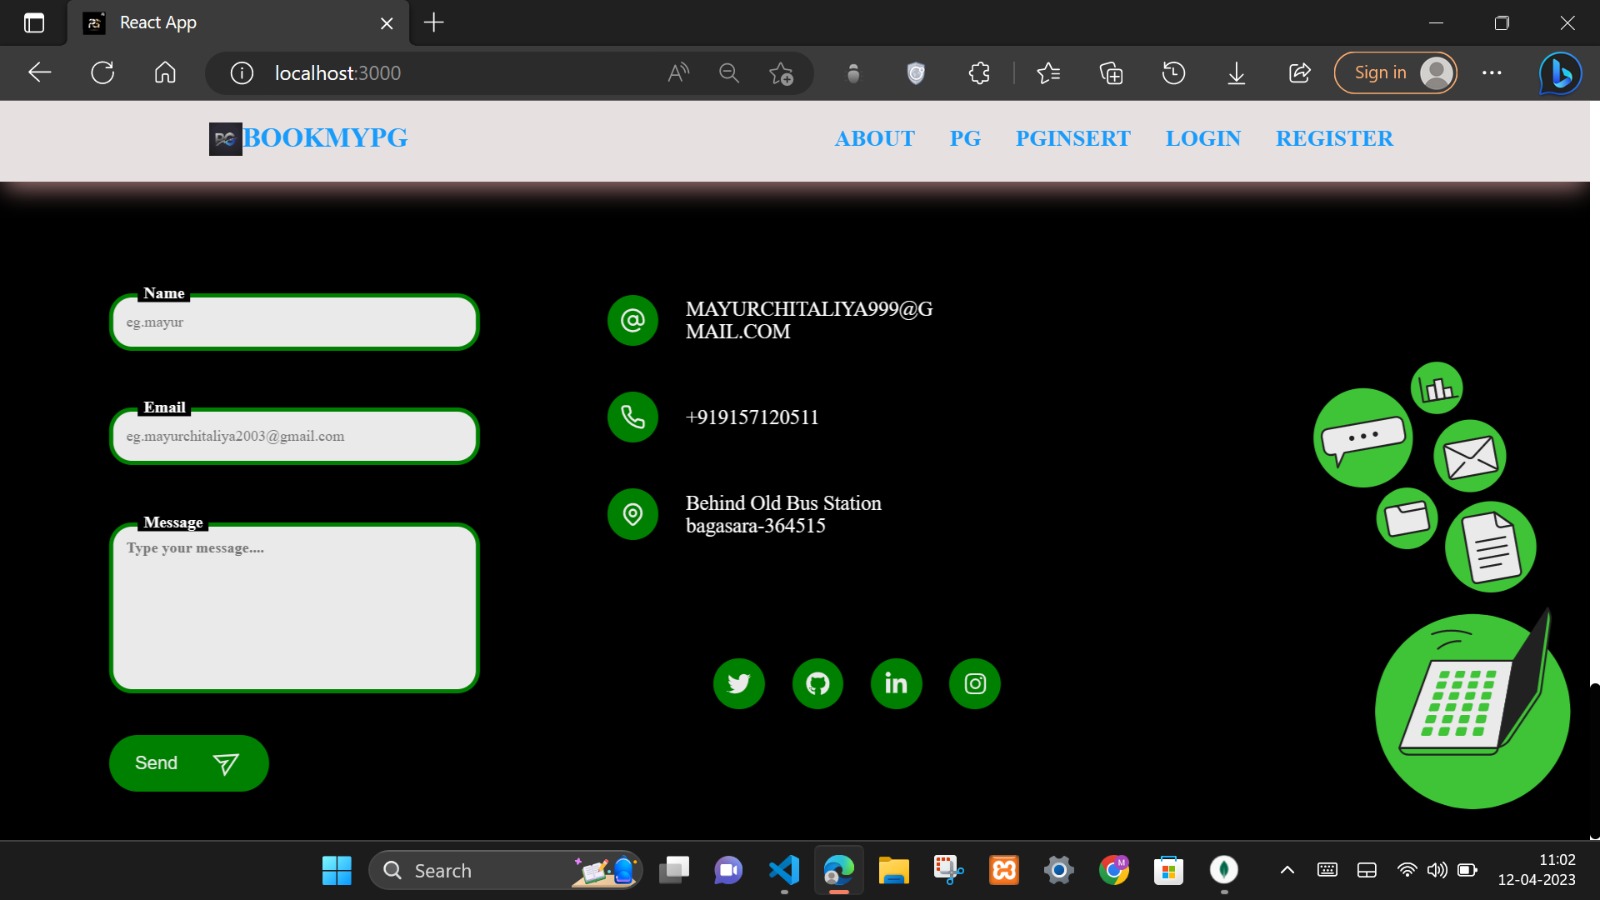 React App
localhost:3000
Sign in
BOOKMYPG
ABOUT PG PGINSERT LOGIN REGISTER
Name
eg.mayur
Email
eg.mayurchitaliya2003@gmail.com
Message
Type your message....
Send
MAYURCHITALIYA999@G
MAIL.COM
+919157120511
Behind Old Bus Station
bagasara-364515
Search
11:02
12-04-2023